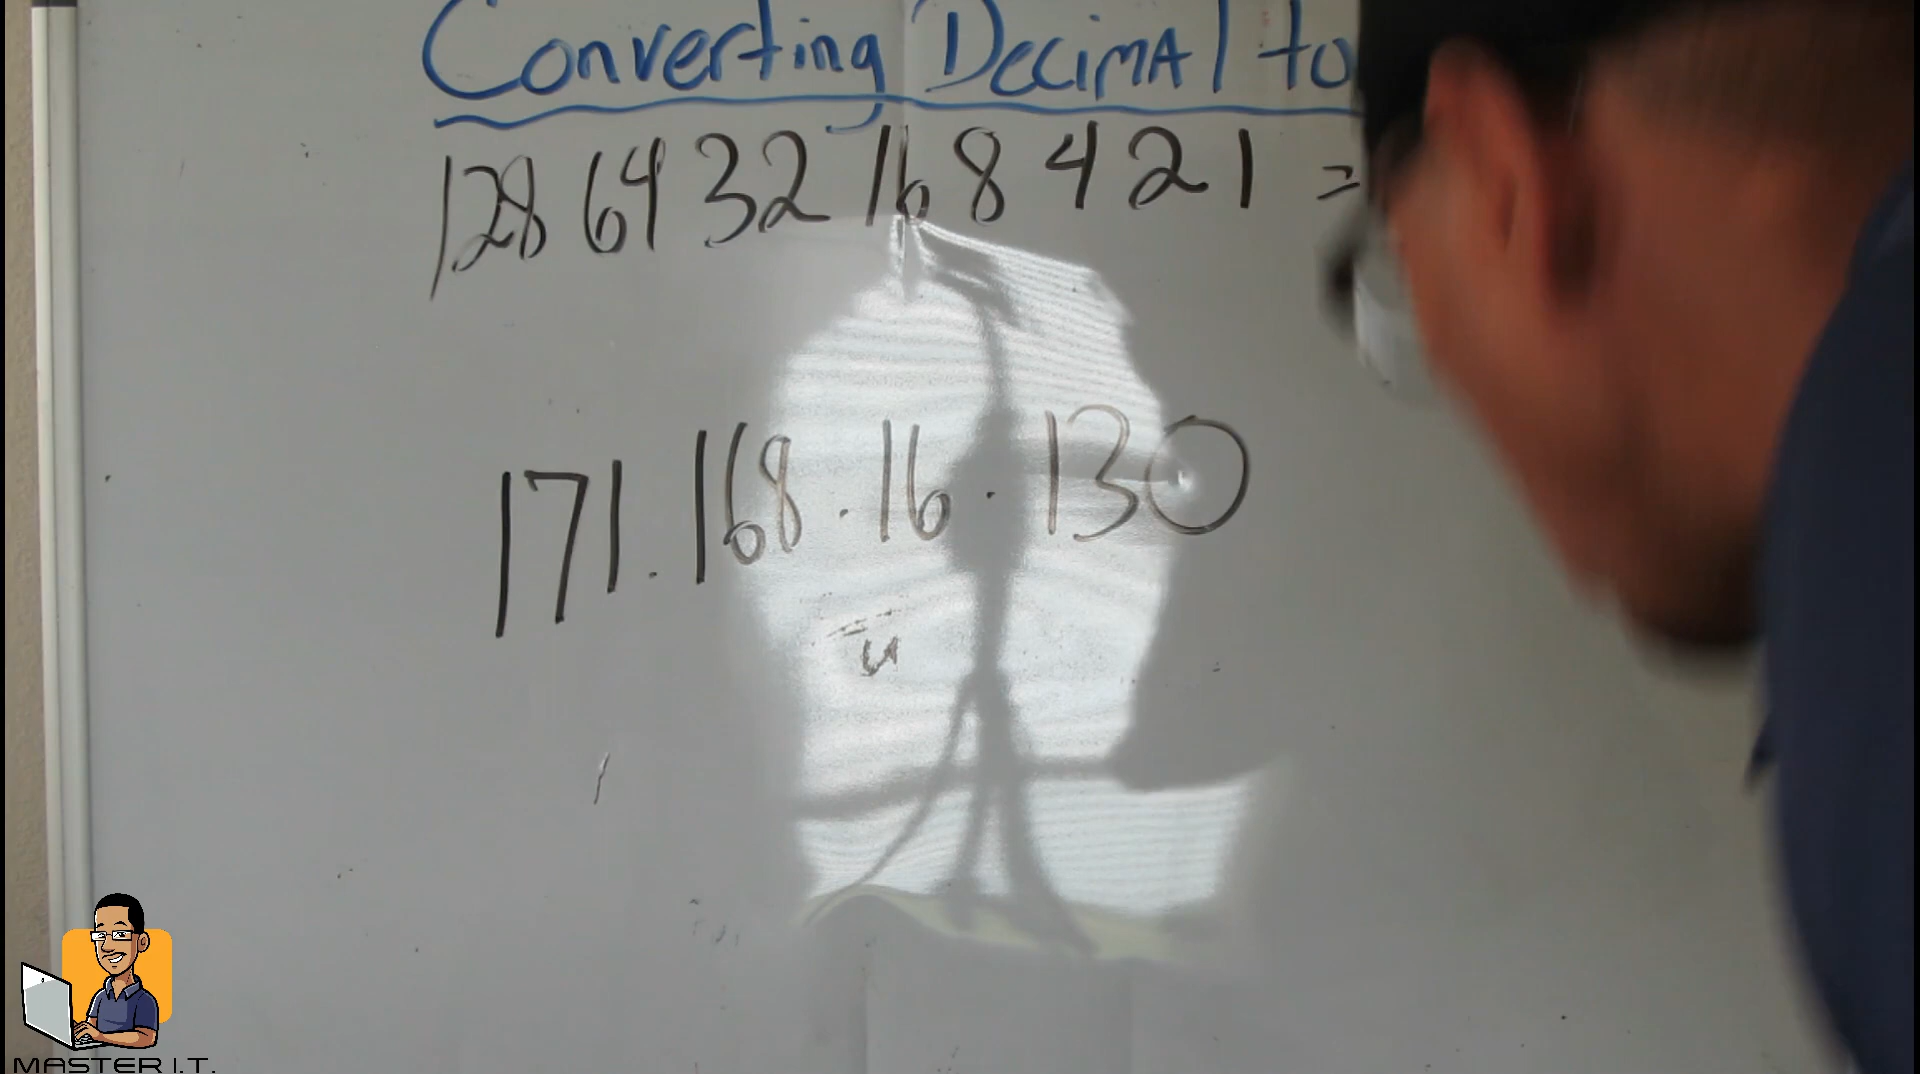 Converting Decimal to
128 64 32 16 8 4 2 1 =
171.168.16.130
MASTER I.T.